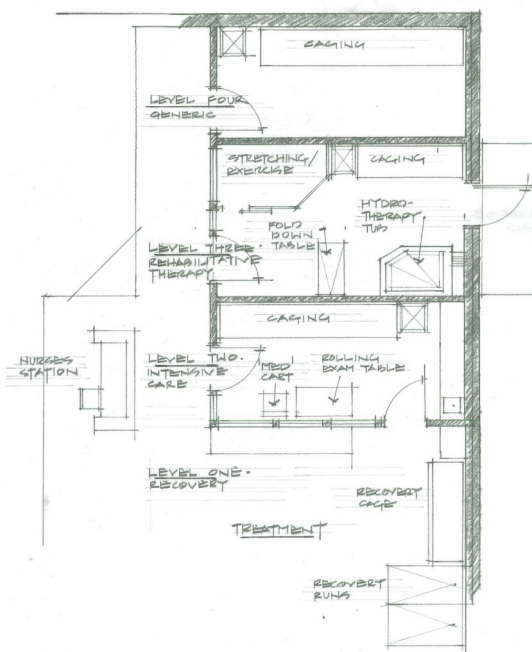 CAGING
LEVEL FOUR
GENERIC
STRETCHING/
EXERCISE
CAGING
HYDRO-
THERAPY
TUB
FOLD
DOWN
TABLE
LEVEL THREE·
REHABILITATIVE
THERAPY
CAGING
NURSES
STATION
LEVEL TWO·
INTENSIVE
CARE
MED
CART
ROLLING
EXAM TABLE
LEVEL ONE·
RECOVERY
RECOVERY
CAGE
TREATMENT
RECOVERY
RUNS